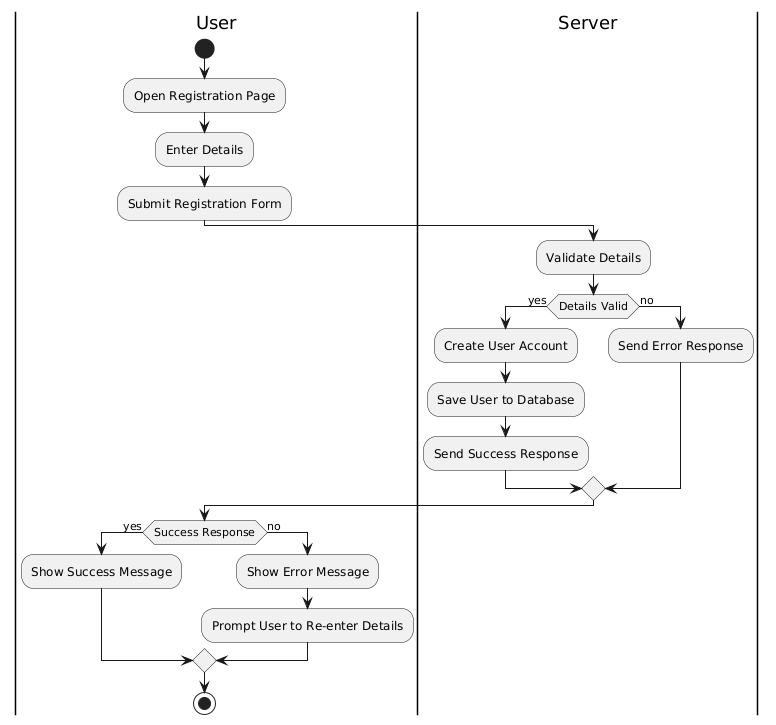 User
Server
Open Registration Page
Enter Details
Submit Registration Form
Validate Details
yes
Details Valid
no
Create User Account
Send Error Response
Save User to Database
Send Success Response
yes
Success Response
no
Show Success Message
Show Error Message
Prompt User to Re-enter Details